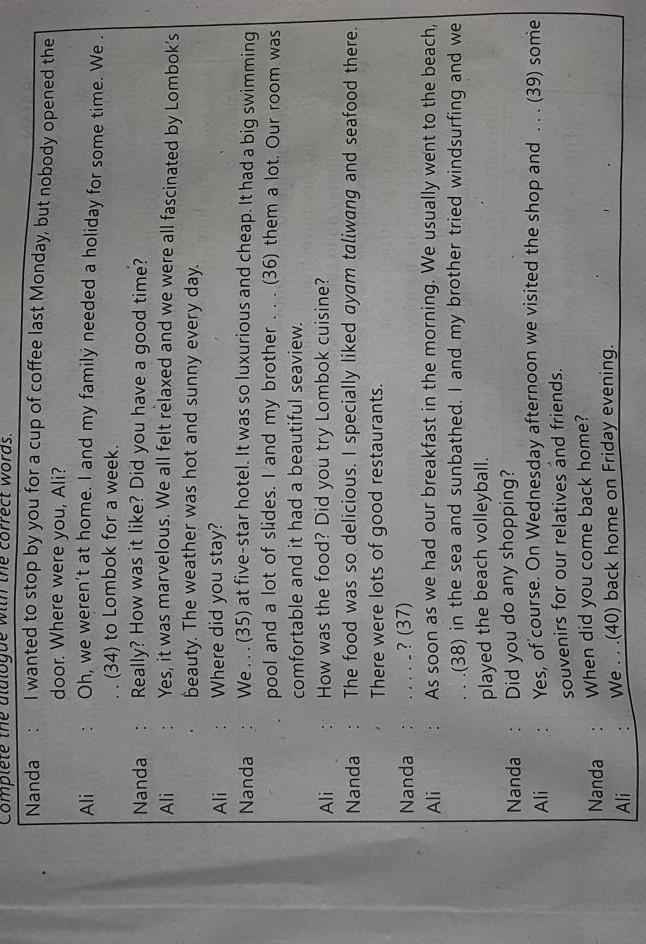 Complete the dialogue with the correct words.
Nanda : I wanted to stop by you for a cup of coffee last Monday, but nobody opened the
door. Where were you, Ali?
Ali : Oh, we weren't at home. I and my family needed a holiday for some time. We .
. . (34) to Lombok for a week.
Nanda : Really? How was it like? Did you have a good time?
Ali : Yes, it was marvelous. We all felt relaxed and we were all fascinated by Lombok's
beauty. The weather was hot and sunny every day.
Ali : Where did you stay?
Nanda : We . . . (35) at five-star hotel. It was so luxurious and cheap. It had a big swimming
pool and a lot of slides. I and my brother . . . . (36) them a lot. Our room was
comfortable and it had a beautiful seaview.
Ali : How was the food? Did you try Lombok cuisine?
Nanda : The food was so delicious. I specially liked ayam taliwang and seafood there.
There were lots of good restaurants.
Nanda : . . . . - ? (37)
Ali : As soon as we had our breakfast in the morning. We usually went to the beach,
. . .(38) in the sea and sunbathed. I and my brother tried windsurfing and we
played the beach volleyball.
Nanda : Did you do any shopping?
Ali : Yes, of course. On Wednesday afternoon we visited the shop and . . . . (39) some
souvenirs for our relatives and friends.
Nanda : When did you come back home?
Ali : We . . . .(40) back home on Friday evening.